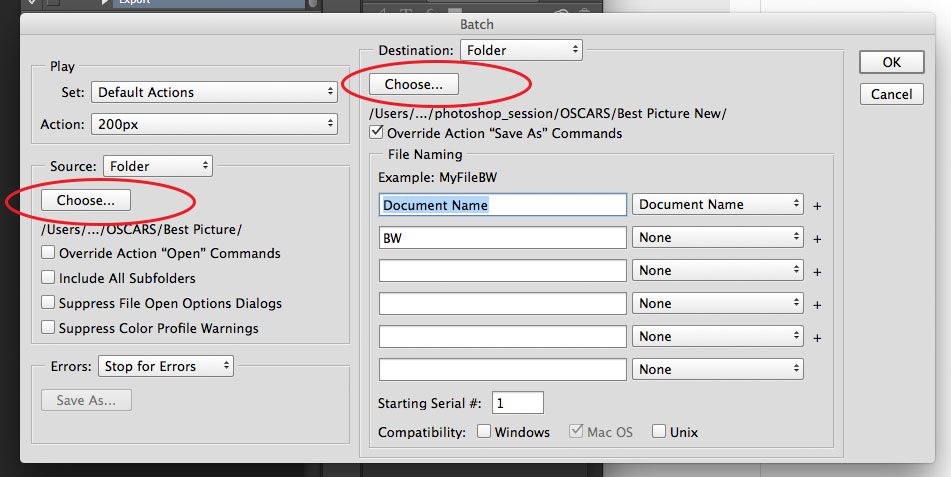 Export
Batch
Play
Set: Default Actions
Action: 200px
Source: Folder
Choose...
/Users/.../OSCARS/Best Picture/
Override Action “Open” Commands
Include All Subfolders
Suppress File Open Options Dialogs
Suppress Color Profile Warnings
Errors: Stop for Errors
Save As...
Destination: Folder
Choose...
/Users/.../photoshop_session/OSCARS/Best Picture New/
Override Action “Save As” Commands
File Naming
Example: MyFileBW
Document Name Document Name +
BW None +
None +
None +
None +
None
Starting Serial #: 1
Compatibility: Windows Mac OS Unix
OK
Cancel